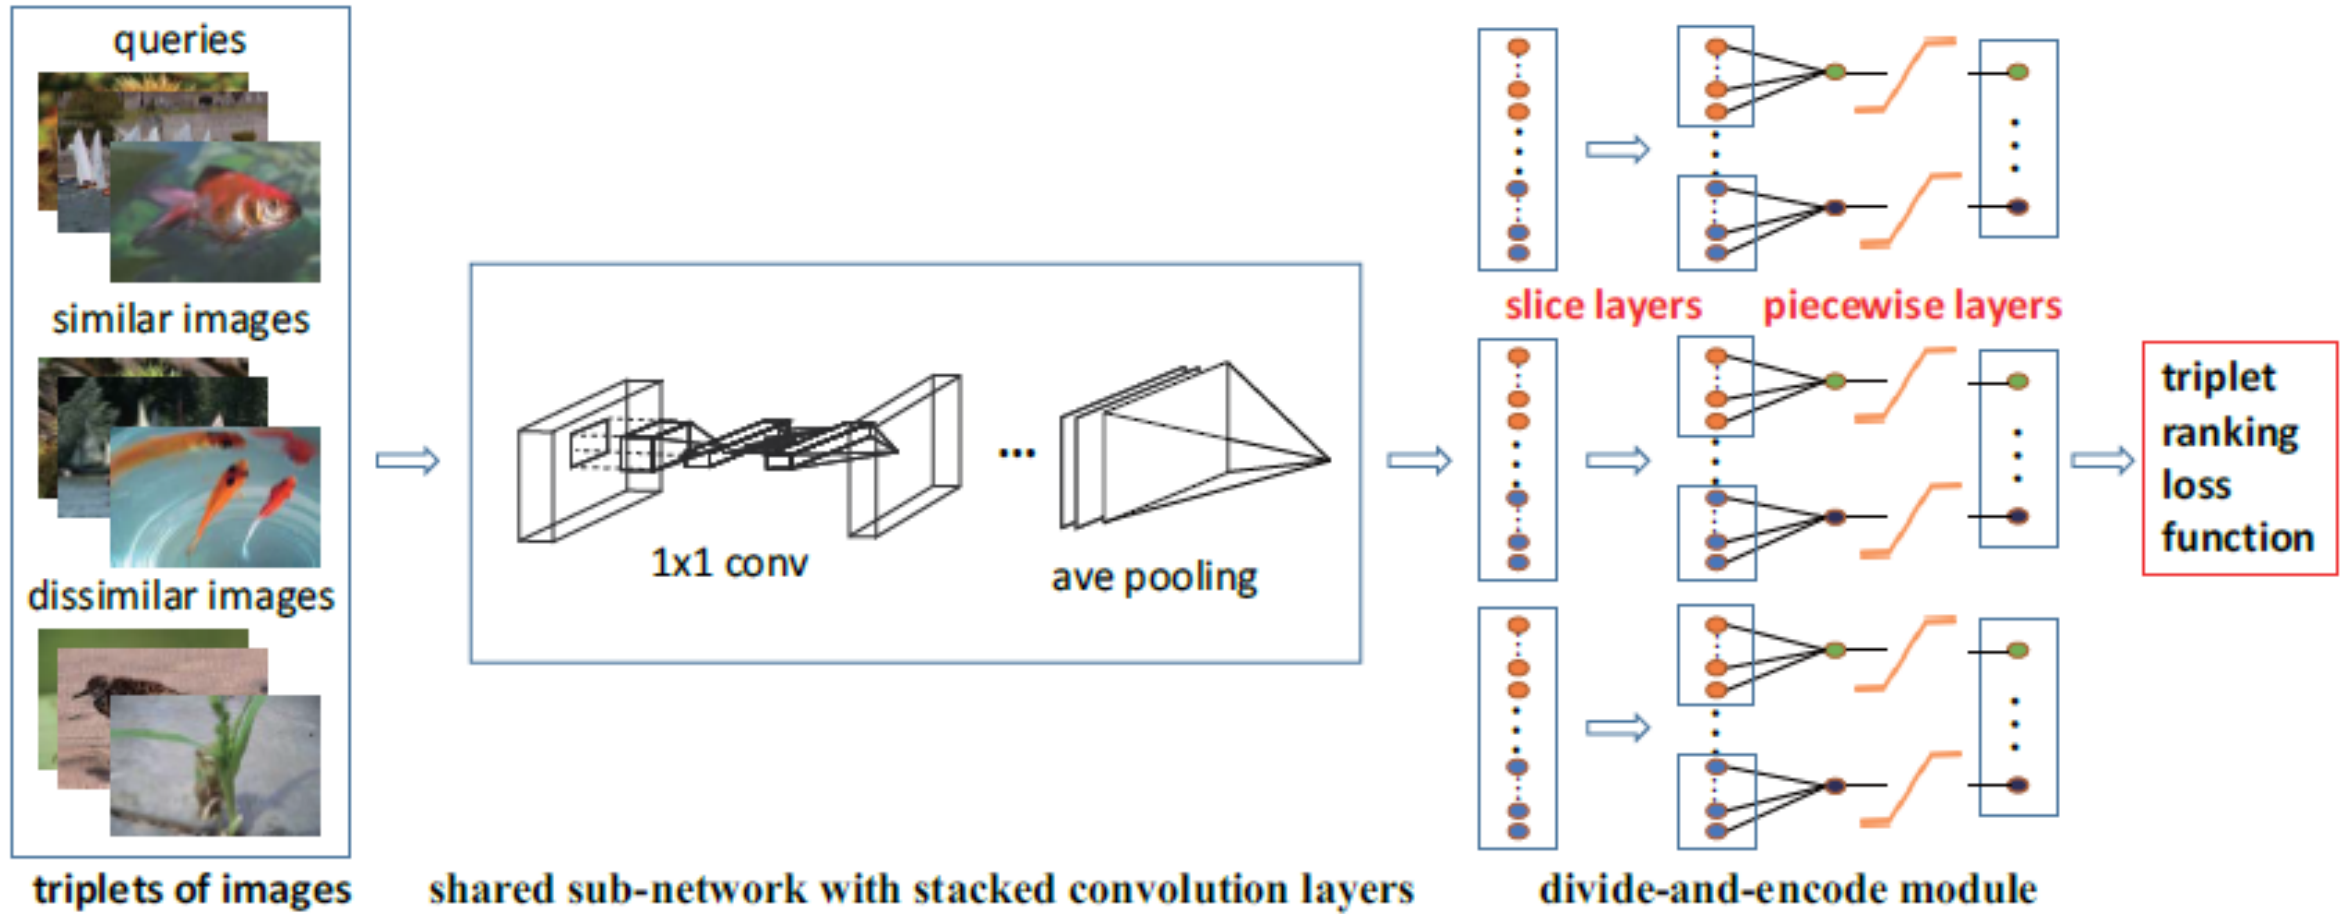 queries
similar images
dissimilar images
triplets of images
1x1 conv
...
ave pooling
shared sub-network with stacked convolution layers
slice layers
piecewise layers
divide-and-encode module
triplet
ranking
loss
function